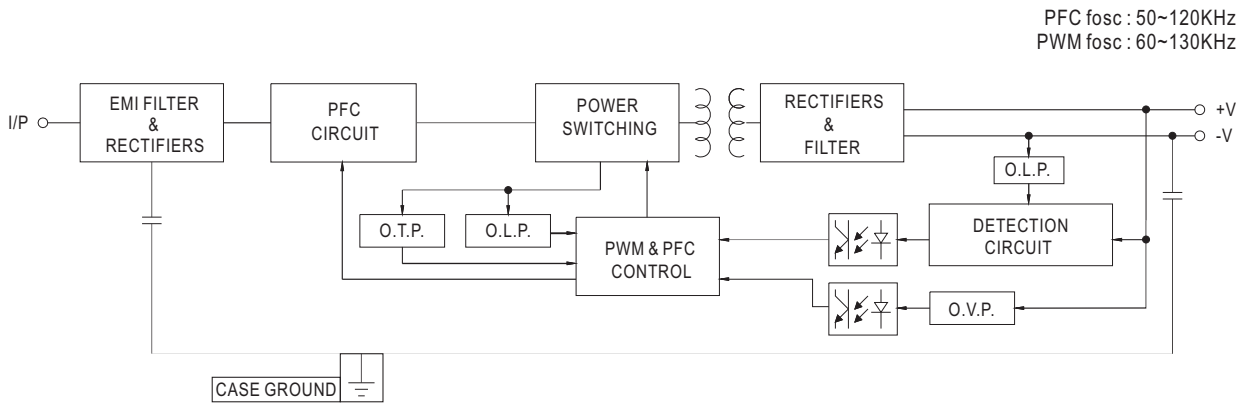 PFC fosc : 50~120KHz
PWM fosc : 60~130KHz
I/P
EMI FILTER
&
RECTIFIERS
PFC
CIRCUIT
POWER
SWITCHING
RECTIFIERS
&
FILTER
+V
-V
O.L.P.
O.T.P.
O.L.P.
PWM & PFC
CONTROL
DETECTION
CIRCUIT
O.V.P.
CASE GROUND